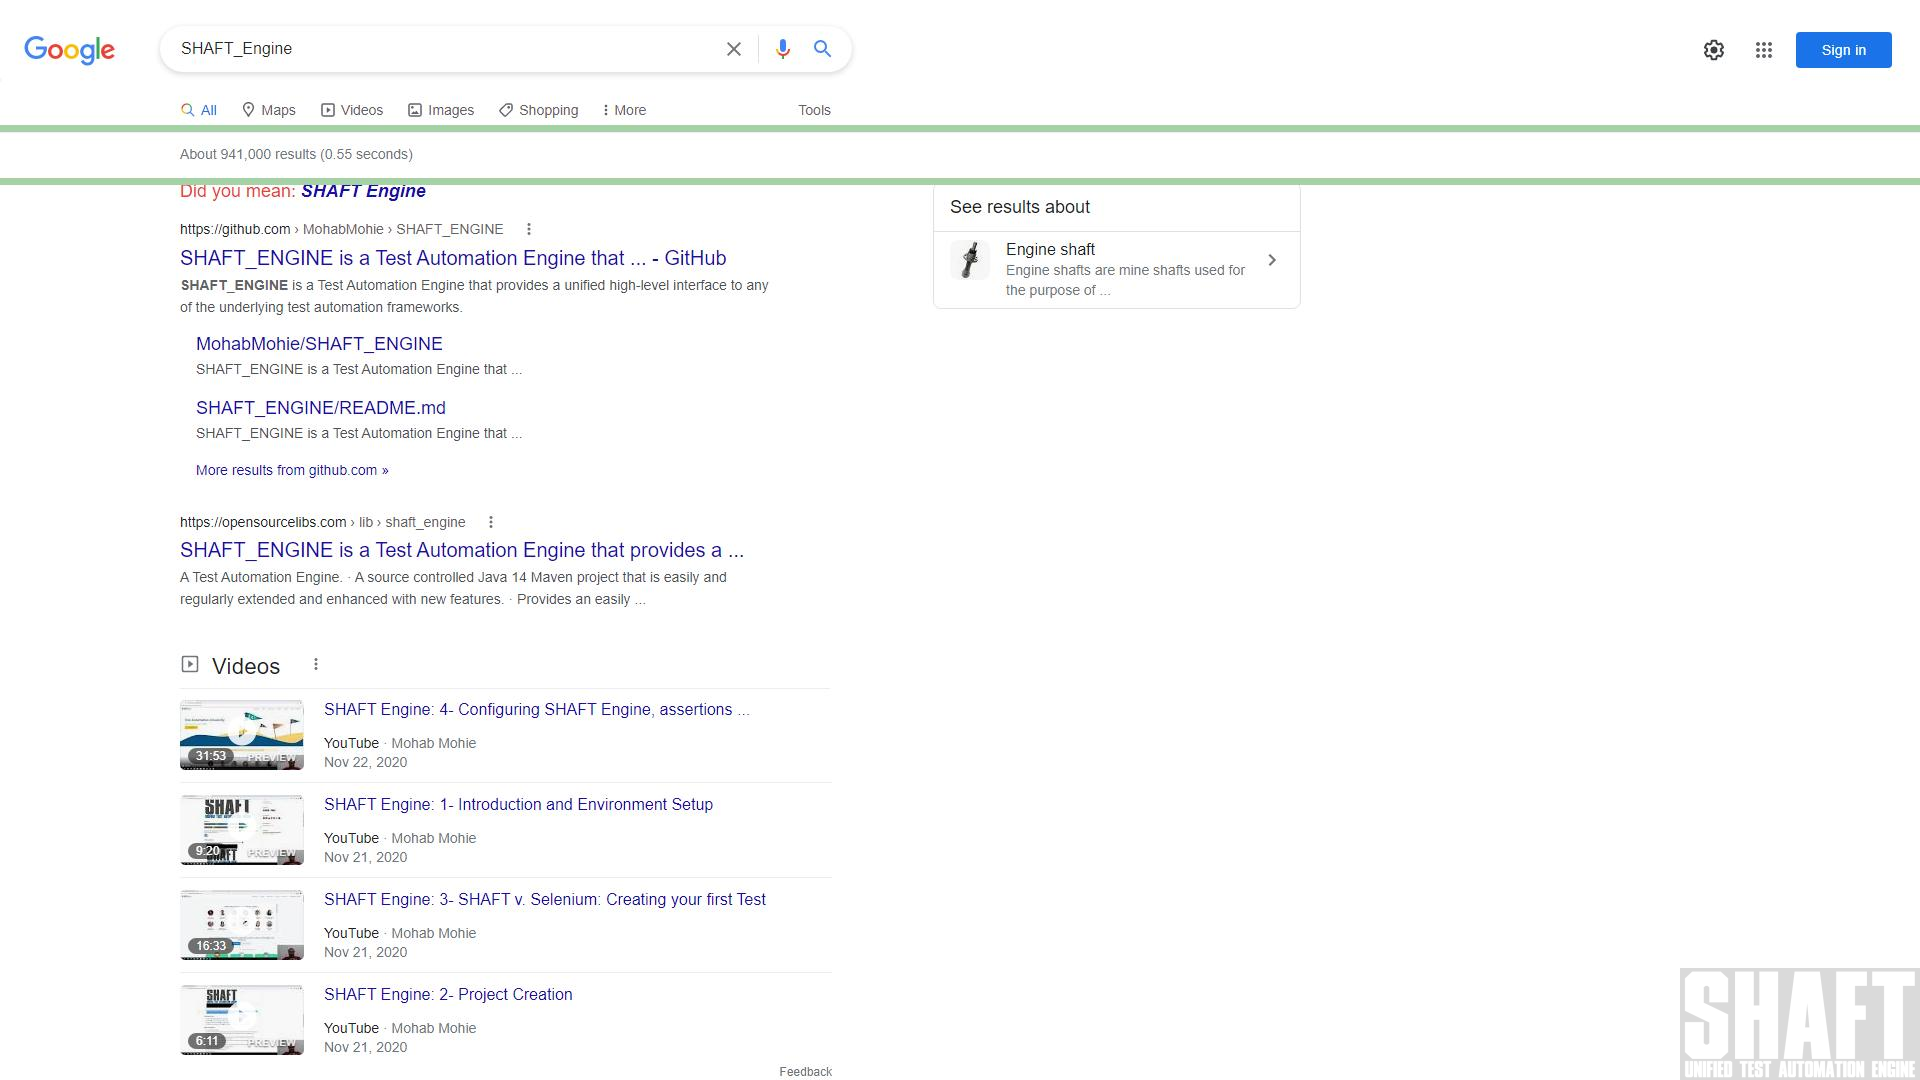 Google
SHAFT_Engine
Sign in
All
Maps
Videos
Images
Shopping
More
Tools
About 941,000 results (0.55 seconds)
Did you mean: SHAFT Engine
https://github.com › MohabMohie › SHAFT_ENGINE
SHAFT_ENGINE is a Test Automation Engine that ... - GitHub
SHAFT_ENGINE is a Test Automation Engine that provides a unified high-level interface to any
of the underlying test automation frameworks.
MohabMohie/SHAFT_ENGINE
SHAFT_ENGINE is a Test Automation Engine that ...
SHAFT_ENGINE/README.md
SHAFT_ENGINE is a Test Automation Engine that ...
More results from github.com »
https://opensourcelibs.com › lib › shaft_engine
SHAFT_ENGINE is a Test Automation Engine that provides a ...
A Test Automation Engine. · A source controlled Java 14 Maven project that is easily and
regularly extended and enhanced with new features. · Provides an easily ...
See results about
Engine shaft
Engine shafts are mine shafts used for
the purpose of ...
Videos
31:53
PREVIEW
SHAFT Engine: 4- Configuring SHAFT Engine, assertions ...
YouTube · Mohab Mohie
Nov 22, 2020
SHAFT
9:20
PREVIEW
SHAFT Engine: 1- Introduction and Environment Setup
YouTube · Mohab Mohie
Nov 21, 2020
16:33
SHAFT Engine: 3- SHAFT v. Selenium: Creating your first Test
YouTube · Mohab Mohie
Nov 21, 2020
SHAFT
6:11
PREVIEW
SHAFT Engine: 2- Project Creation
YouTube · Mohab Mohie
Nov 21, 2020
Feedback
SHAFT
UNIFIED TEST AUTOMATION ENGINE